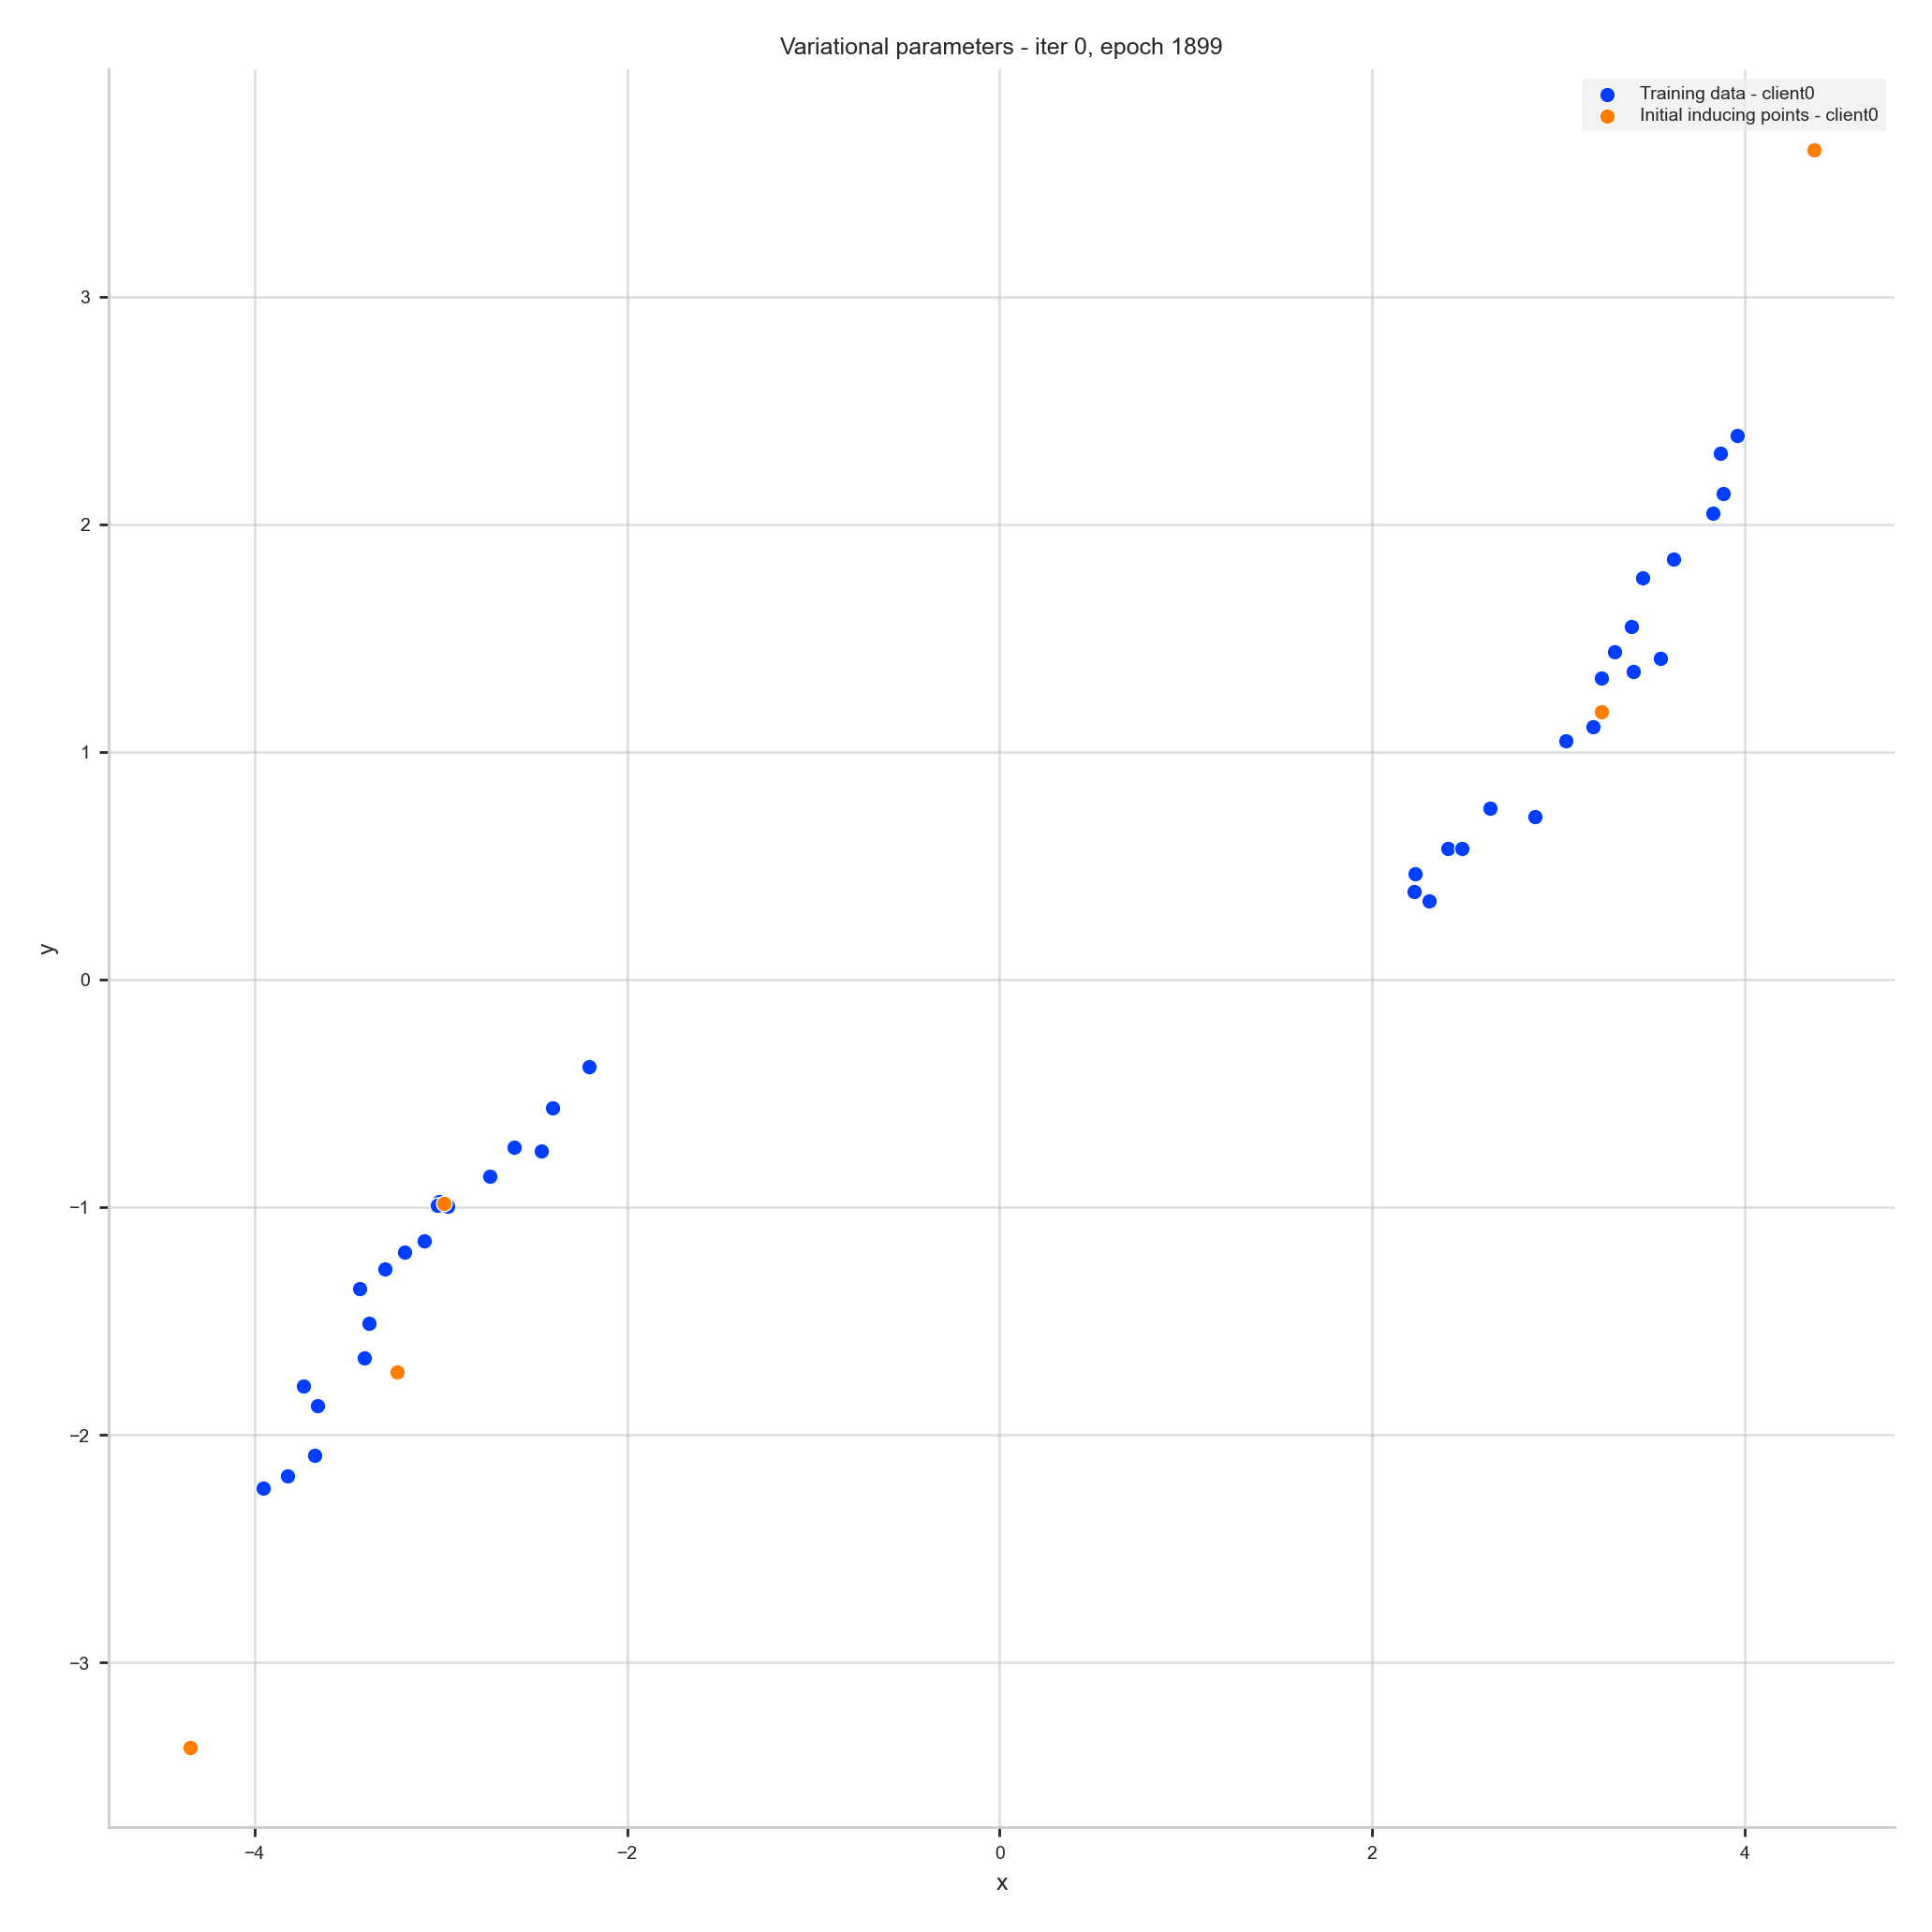 Variational parameters - iter 0, epoch 1899
Training data - client0
Initial inducing points - client0
3
2
1
0
−1
−2
−3
y
−4
−2
0
2
4
x